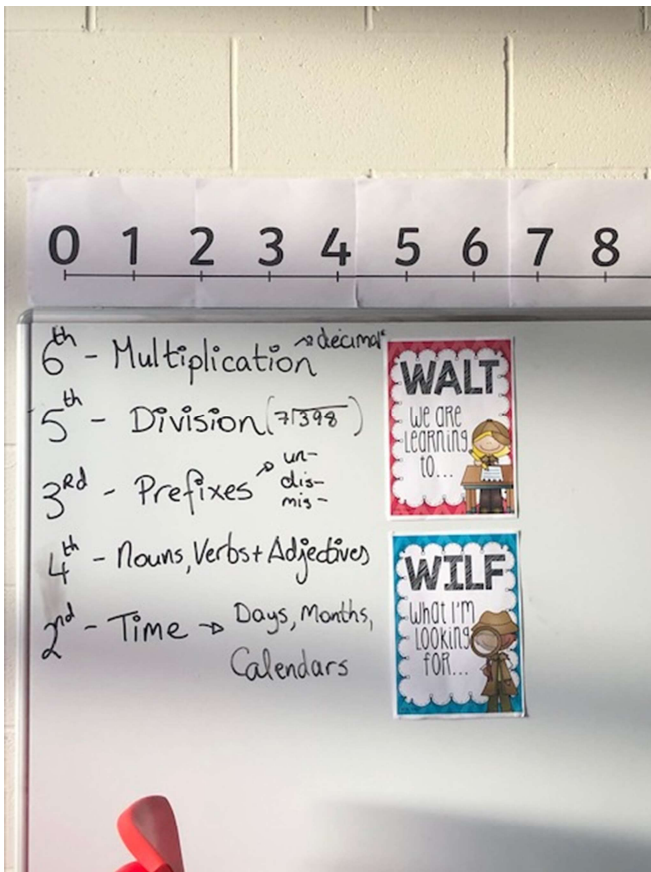 0 1 2 3 4 5 6 7 8
6th - Multiplication → decimals
5th - Division (7)398)
3Rd - Prefixes → un-
dis-
mis-
4th - Nouns, Verbs + Adjectives
2nd - Time → Days, Months,
Calendars
WALT
We are
Learning
to...
WILF
What I'm
Looking
for...